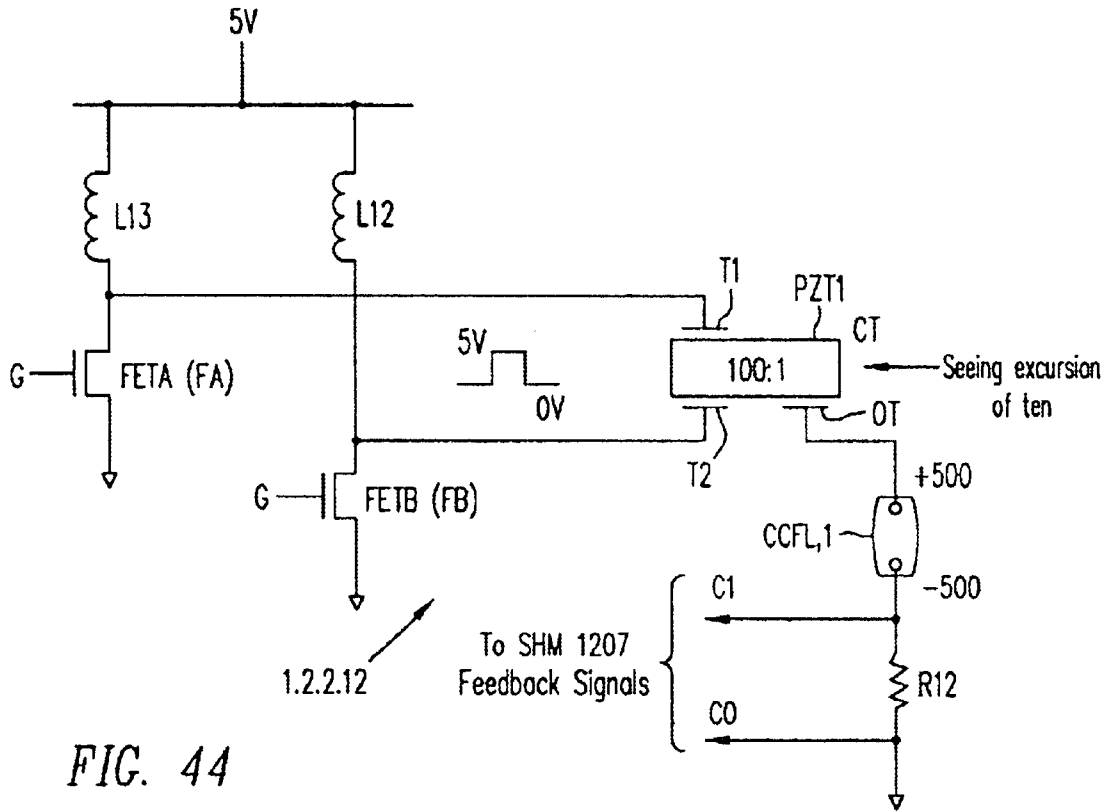 5V
L13
L12
T1
PZT1
CT
5V
0V
100:1
Seeing excursion
of ten
G
FETA (FA)
T2
OT
G
FETB (FB)
+500
CCFL,1
-500
C1
To SHM 1207
Feedback Signals
1.2.2.12
R12
C0
FIG. 44